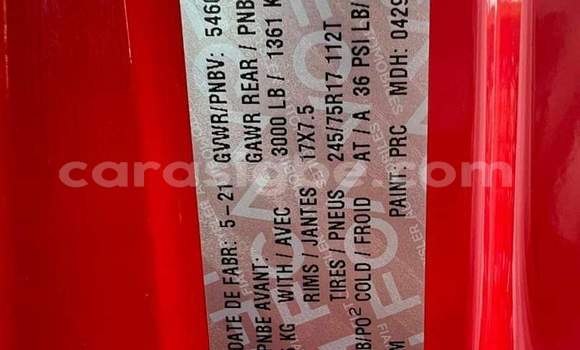 DATE DE FABR: 5-21 GVWR/PNBV: 546
PNBE AVANT: GAWR REAR / PNB
KG WITH / AVEC 3000 LB / 1361 K
RIMS / JANTES 17X7.5
TIRES / PNEUS 245/75R17 112T
B/PO² COLD / FROID AT / A 36 PSI LB/
M PAINT: PRC MDH: 0429
carasigbe.com